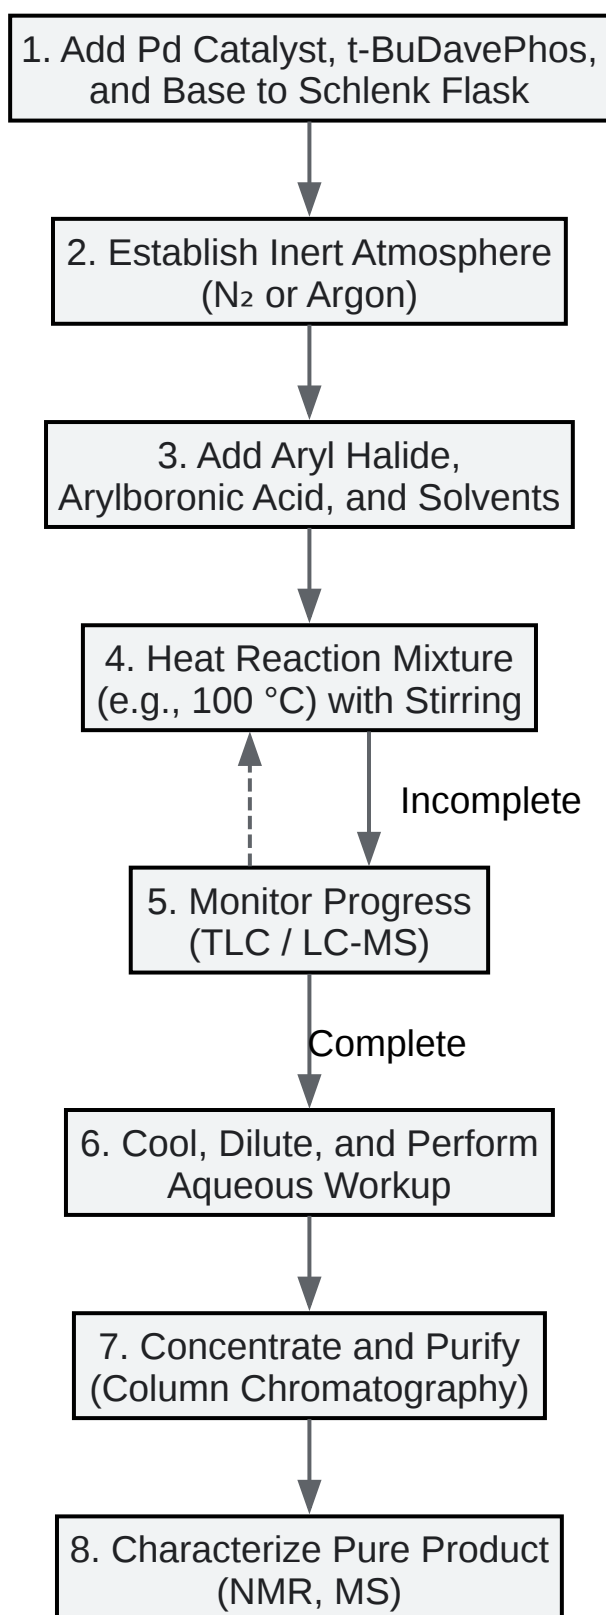 1. Add Pd Catalyst, t-BuDavePhos,
and Base to Schlenk Flask
2. Establish Inert Atmosphere
(N₂ or Argon)
3. Add Aryl Halide,
Arylboronic Acid, and Solvents
4. Heat Reaction Mixture
(e.g., 100 °C) with Stirring
Incomplete
5. Monitor Progress
(TLC / LC-MS)
Complete
6. Cool, Dilute, and Perform
Aqueous Workup
7. Concentrate and Purify
(Column Chromatography)
8. Characterize Pure Product
(NMR, MS)